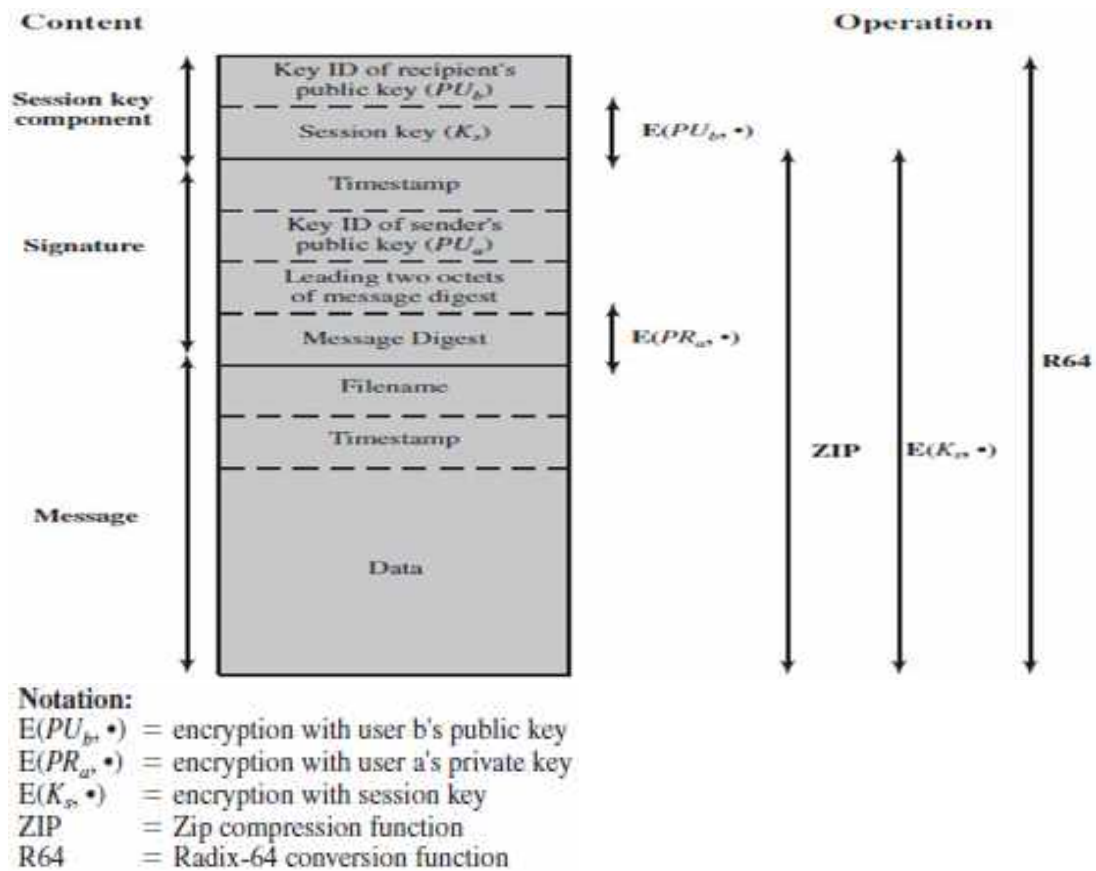 Content
Operation
Session key
component
Key ID of recipient's
public key (PU_b)
Session key (K_s)
E(PU_b, •)
Signature
Timestamp
Key ID of sender's
public key (PU_a)
Leading two octets
of message digest
Message Digest
E(PR_a, •)
R64
Message
Filename
Timestamp
Data
ZIP
E(K_s, •)
Notation:
E(PU_b, •) = encryption with user b's public key
E(PR_a, •) = encryption with user a's private key
E(K_s, •) = encryption with session key
ZIP = Zip compression function
R64 = Radix-64 conversion function